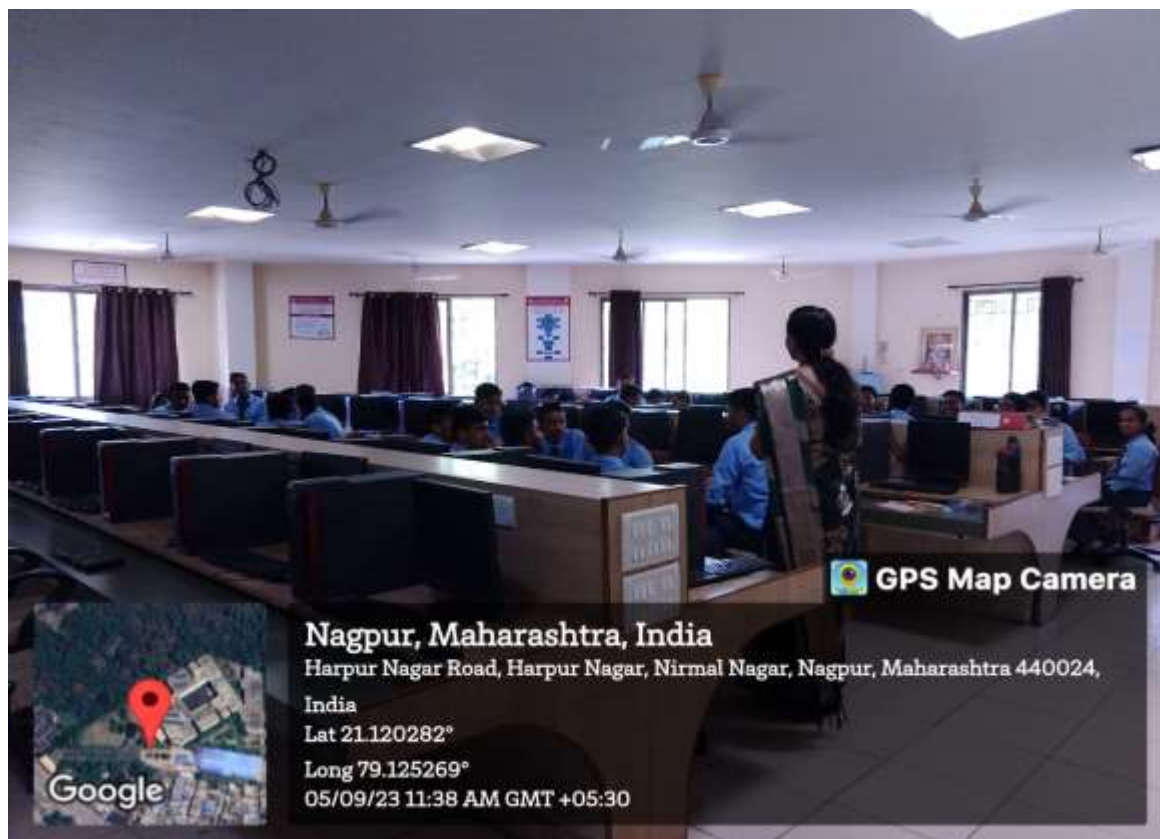 GPS Map Camera
Nagpur, Maharashtra, India
Harpur Nagar Road, Harpur Nagar, Nirmal Nagar, Nagpur, Maharashtra 440024,
India
Lat 21.120282°
Long 79.125269°
05/09/23 11:38 AM GMT +05:30
Google